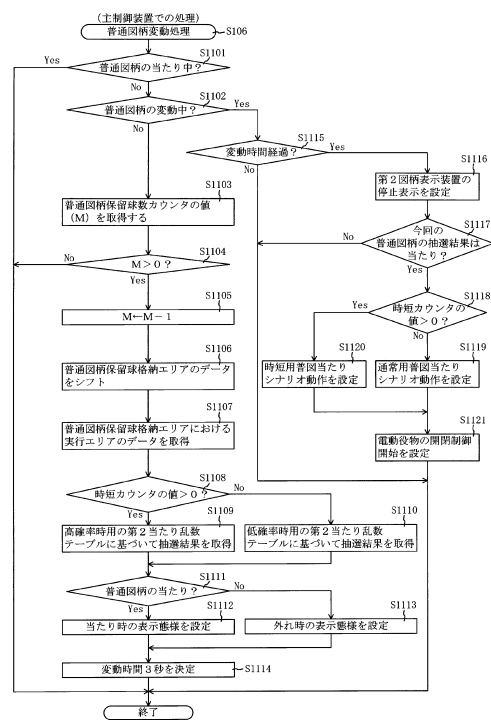 (主制御装置での処理)
普通図柄変動処理
S106
S1101
Yes
普通図柄の当たり中?
No
S1102
普通図柄の変動中?
Yes
No
S1115
変動時間経過?
Yes
No
S1116
第2図柄表示装置の
停止表示を設定
S1103
普通図柄保留球数カウンタの値
(M)を取得する
S1117
今回の
普通図柄の抽選結果は
当たり?
No
Yes
S1104
M>0?
No
Yes
S1105
M←M-1
S1118
時短カウンタの
値>0?
Yes
No
S1106
普通図柄保留球格納エリアのデータ
をシフト
S1120
時短用普図当たり
シナリオ動作を設定
S1119
通常用普図当たり
シナリオ動作を設定
S1107
普通図柄保留球格納エリアにおける
実行エリアのデータを取得
S1121
電動役物の開閉制御
開始を設定
S1108
時短カウンタの値>0?
No
Yes
S1109
高確率時用の第2当たり乱数
テーブルに基づいて抽選結果を取得
S1110
低確率時用の第2当たり乱数
テーブルに基づいて抽選結果を取得
S1111
普通図柄の当たり?
No
Yes
S1112
当たり時の表示態様を設定
S1113
外れ時の表示態様を設定
S1114
変動時間3秒を決定
終了